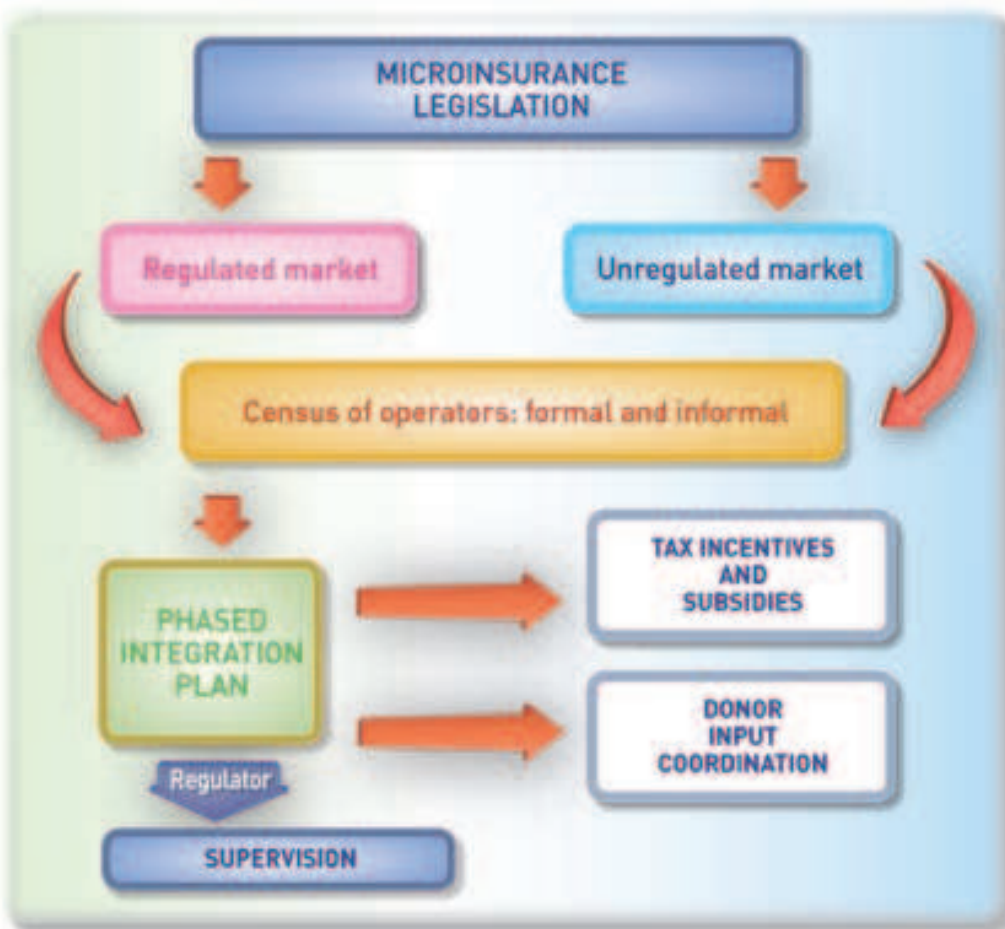 MICROINSURANCE
LEGISLATION
Regulated market
Unregulated market
Census of operators: formal and informal
PHASED
INTEGRATION
PLAN
TAX INCENTIVES
AND
SUBSIDIES
DONOR
INPUT
COORDINATION
Regulator
SUPERVISION